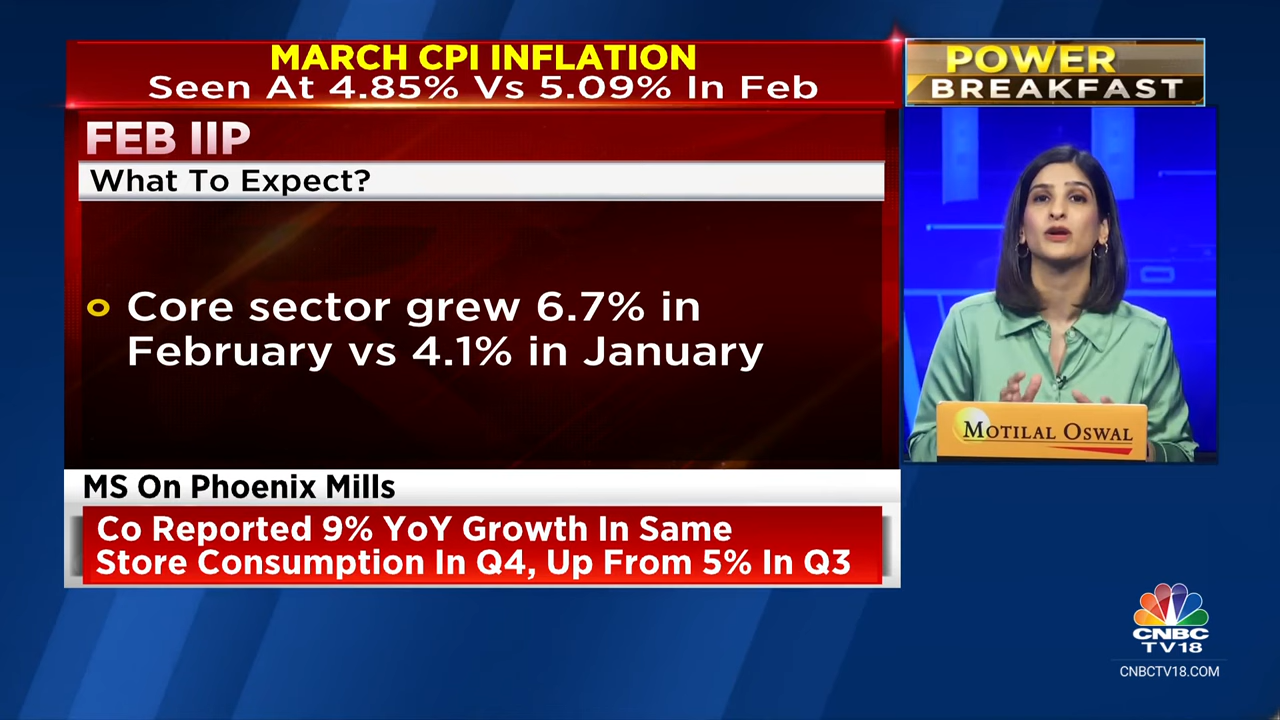 MARCH CPI INFLATION
Seen At 4.85% Vs 5.09% In Feb
POWER
BREAKFAST
FEB IIP
What To Expect?
Core sector grew 6.7% in
February vs 4.1% in January
MOTILAL OSWAL
MS On Phoenix Mills
Co Reported 9% YoY Growth In Same
Store Consumption In Q4, Up From 5% In Q3
CNBC
TV18
CNBCTV18.COM